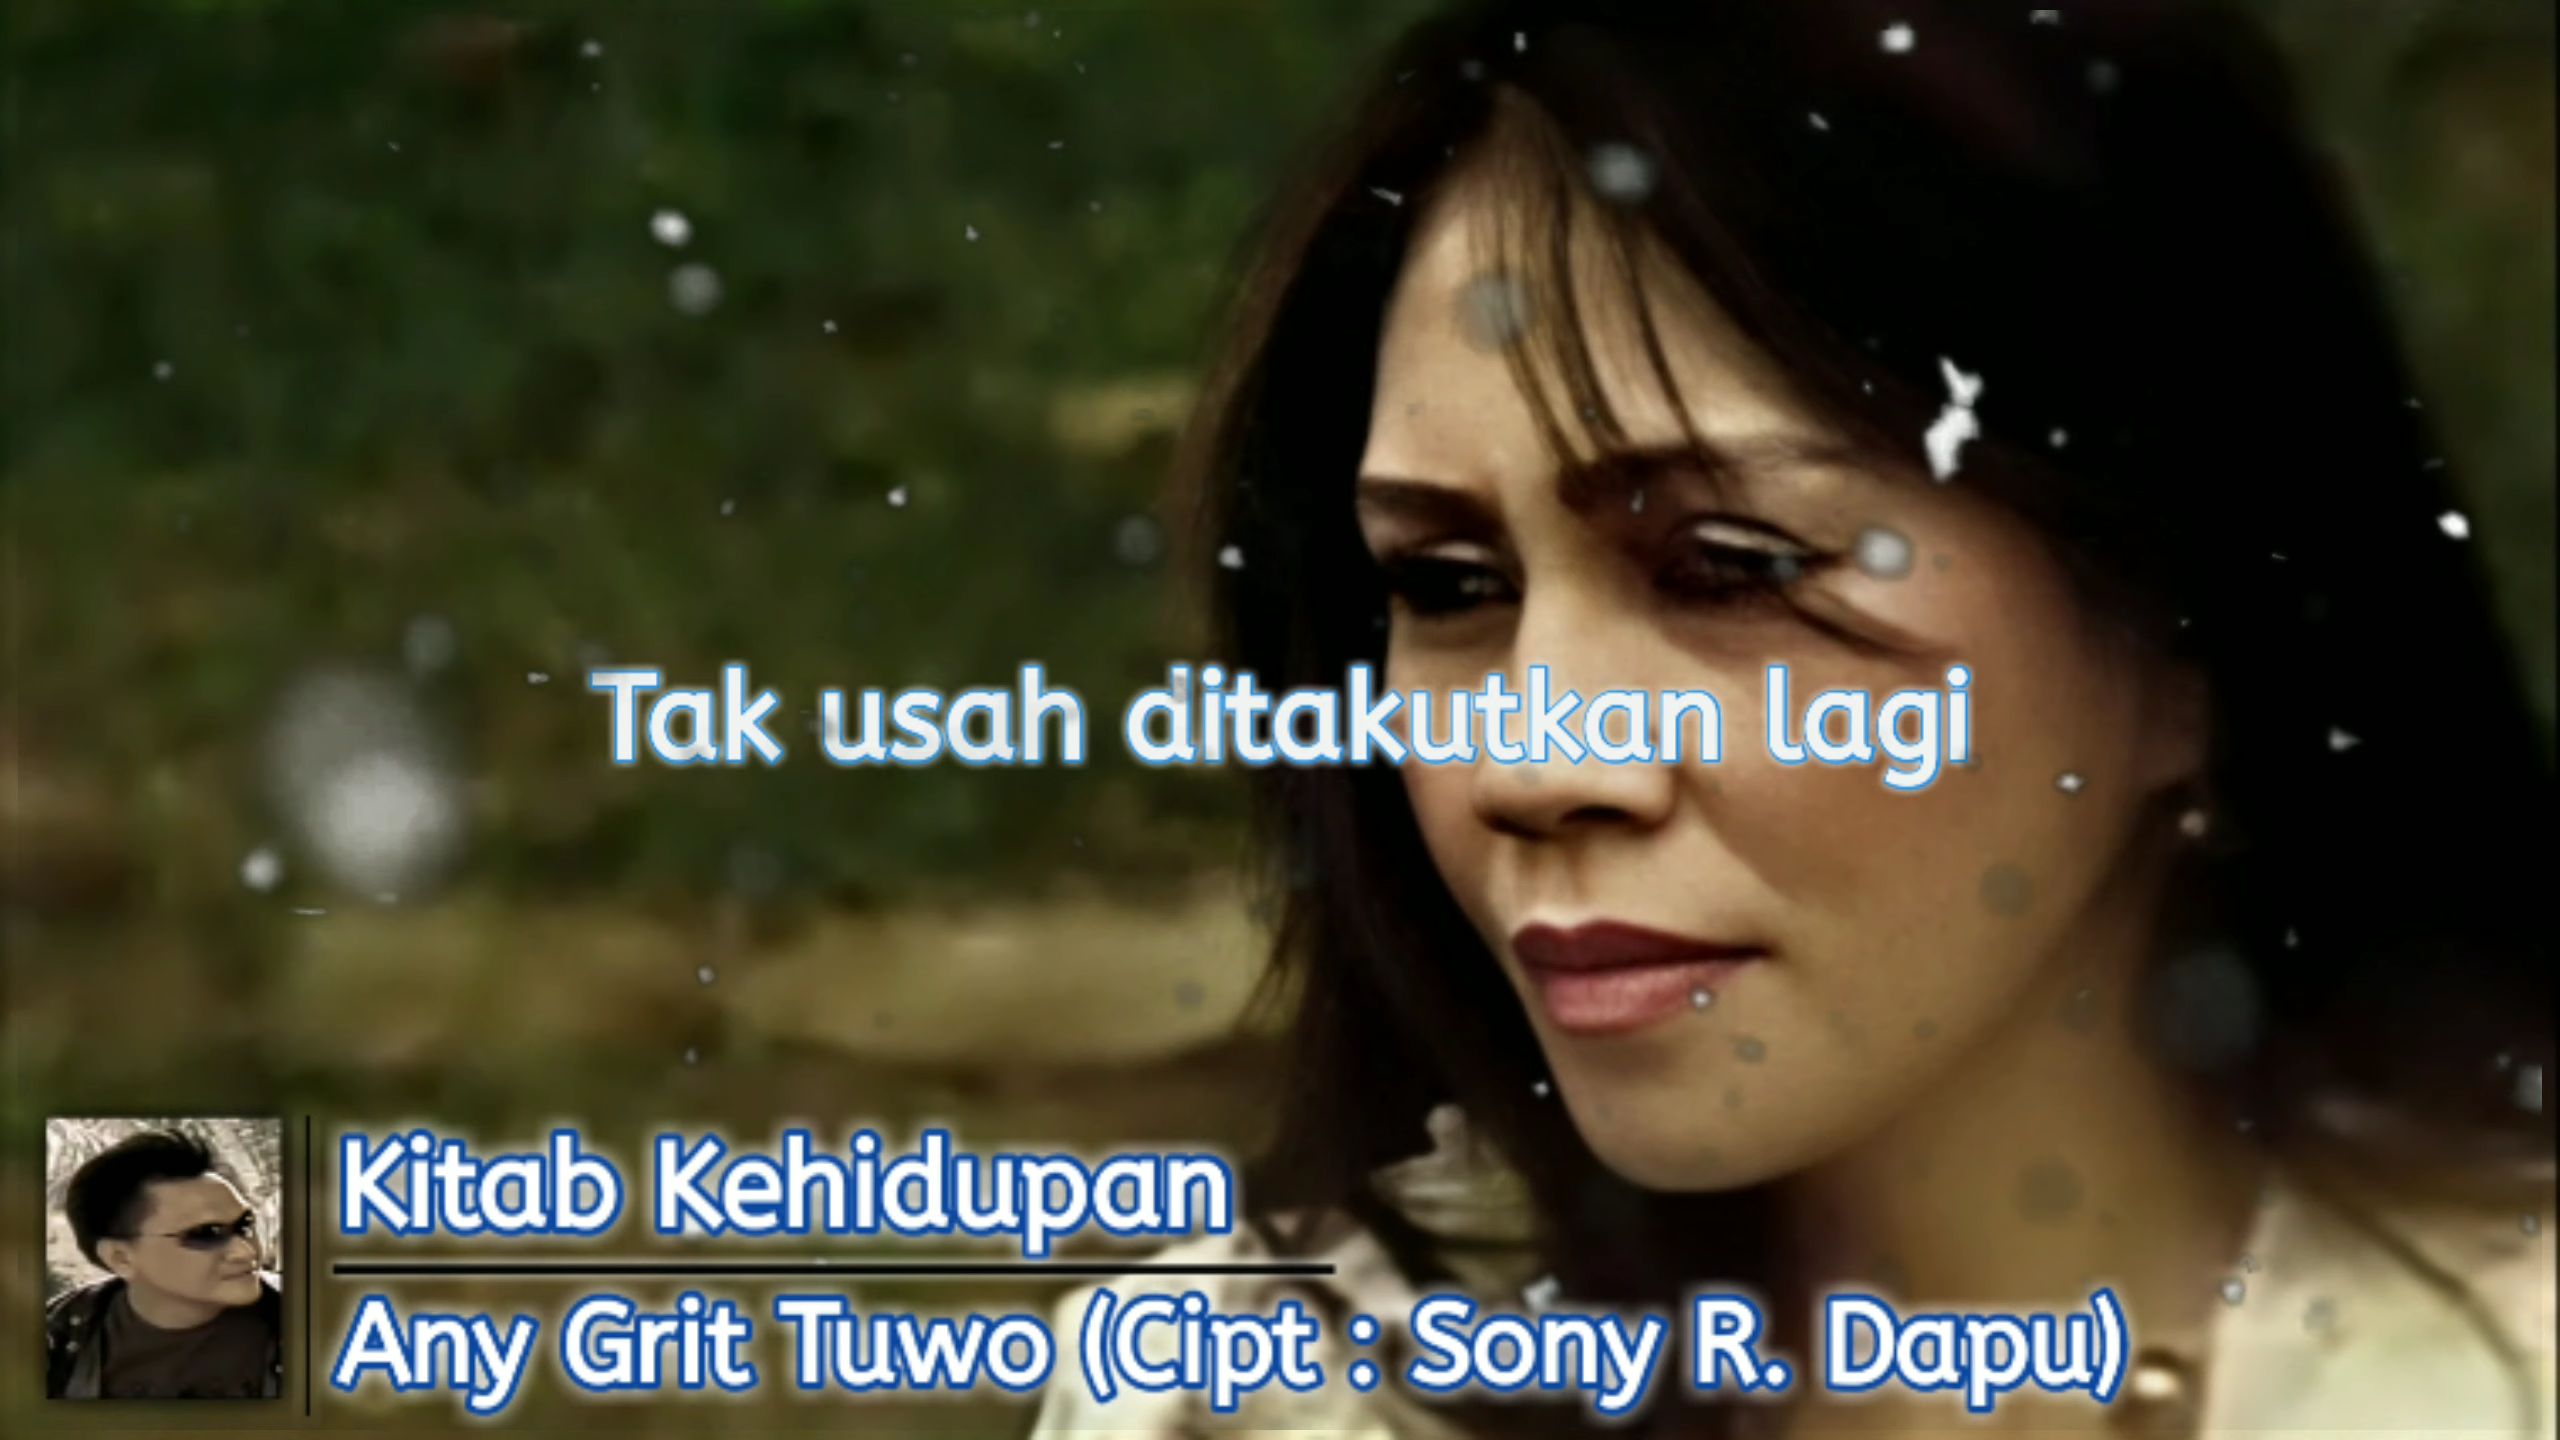 Tak usah ditakutkan lagi
Kitab Kehidupan
Any Grit Tuwo (Cipt : Sony R. Dapu)